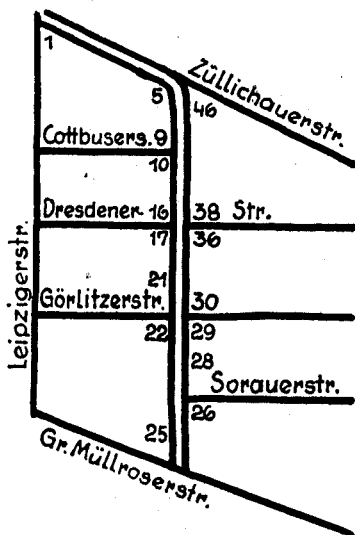 1
Züllichauerstr.
5 46
Cottbusers. 9
10
Dresdener- 16 38 Str.
17 36
21
Görlitzerstr. 30
22 29
28
Sorauerstr.
26
25
Leipzigerstr.
Gr. Müllroserstr.